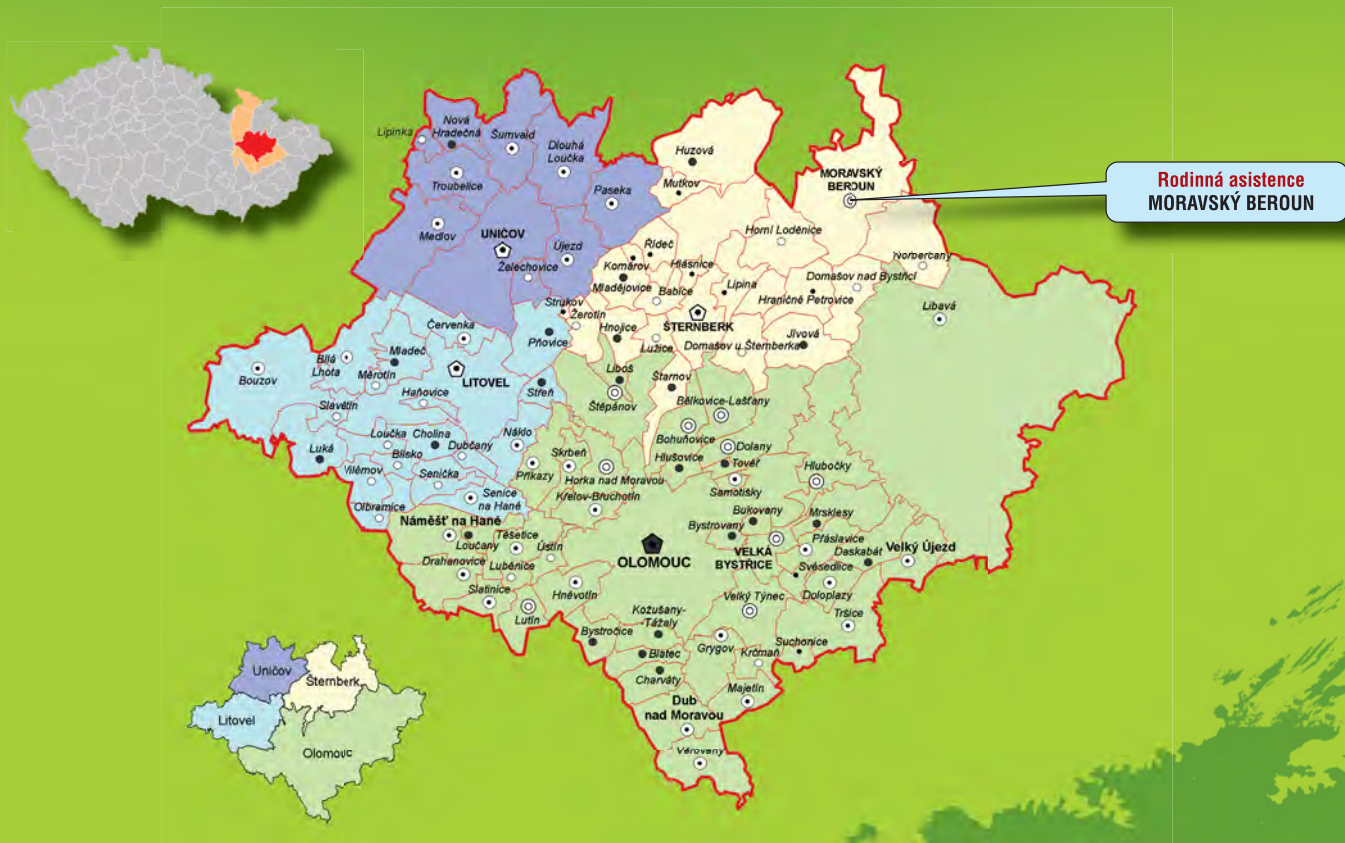 Lipinka
Nová
Hradečná
Šumvald
Dlouhá
Loučka
Troubelice
Paseka
Medlov
UNIČOV
Újezd
Želechovice
Huzová
Mutkov
MORAVSKÝ
BEROUN
Rodinná asistence
MORAVSKÝ BEROUN
Horní Loděnice
Norberčany
Řídeč
Komárov
Hlásnice
Mladějovice
Babice
Lipina
Domašov nad Bystřicí
Hraničné Petrovice
Libavá
Strukov
Žerotín
ŠTERNBERK
Hnojice
Lužice
Domašov u Šternberka
Jívová
Červenka
Pňovice
Bouzov
Bílá
Lhota
Mladeč
Měrotín
LITOVEL
Haňovice
Střeň
Slavětín
Liboš
Štěpánov
Štarnov
Bělkovice-Lašťany
Bohuňovice
Dolany
Hlušovice
Tovéř
Samotišky
Hlubočky
Luká
Loučka
Cholina
Bílsko
Dubčany
Náklo
Vilémov
Senička
Senice
na Hané
Olbramice
Příkazy
Skrbeň
Horka nad Moravou
Křelov-Břuchotín
Náměšť na Hané
Loučany
Těšetice
Ústín
Drahanovice
Luběnice
Slatinice
Lutín
Hněvotín
OLOMOUC
Bukovany
Bystrovany
VELKÁ
BYSTŘICE
Mrsklesy
Přáslavice
Daskabát
Velký Újezd
Svésedlice
Doloplazy
Velký Týnec
Tršice
Kožušany-
Tážaly
Bystročice
Blatec
Charváty
Grygov
Krčmaň
Suchonice
Majetín
Dub
nad Moravou
Věrovany
Uničov
Šternberk
Litovel
Olomouc